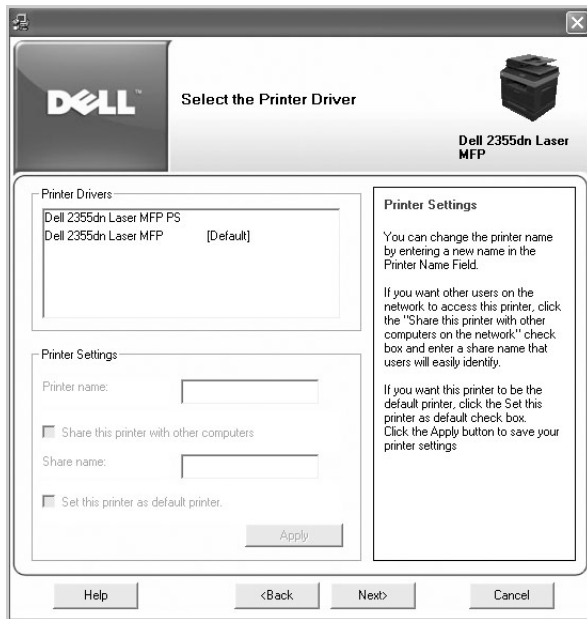 DELL™
Select the Printer Driver
Dell 2355dn Laser
MFP
Printer Drivers
Dell 2355dn Laser MFP PS
Dell 2355dn Laser MFP [Default]
Printer Settings
Printer name:
Share this printer with other computers
Share name:
Set this printer as default printer.
Apply
Printer Settings
You can change the printer name
by entering a new name in the
Printer Name Field.
If you want other users on the
network to access this printer, click
the "Share this printer with other
computers on the network" check
box and enter a share name that
users will easily identify.
If you want this printer to be the
default printer, click the Set this
printer as default check box.
Click the Apply button to save your
printer settings
Help
<Back
Next>
Cancel